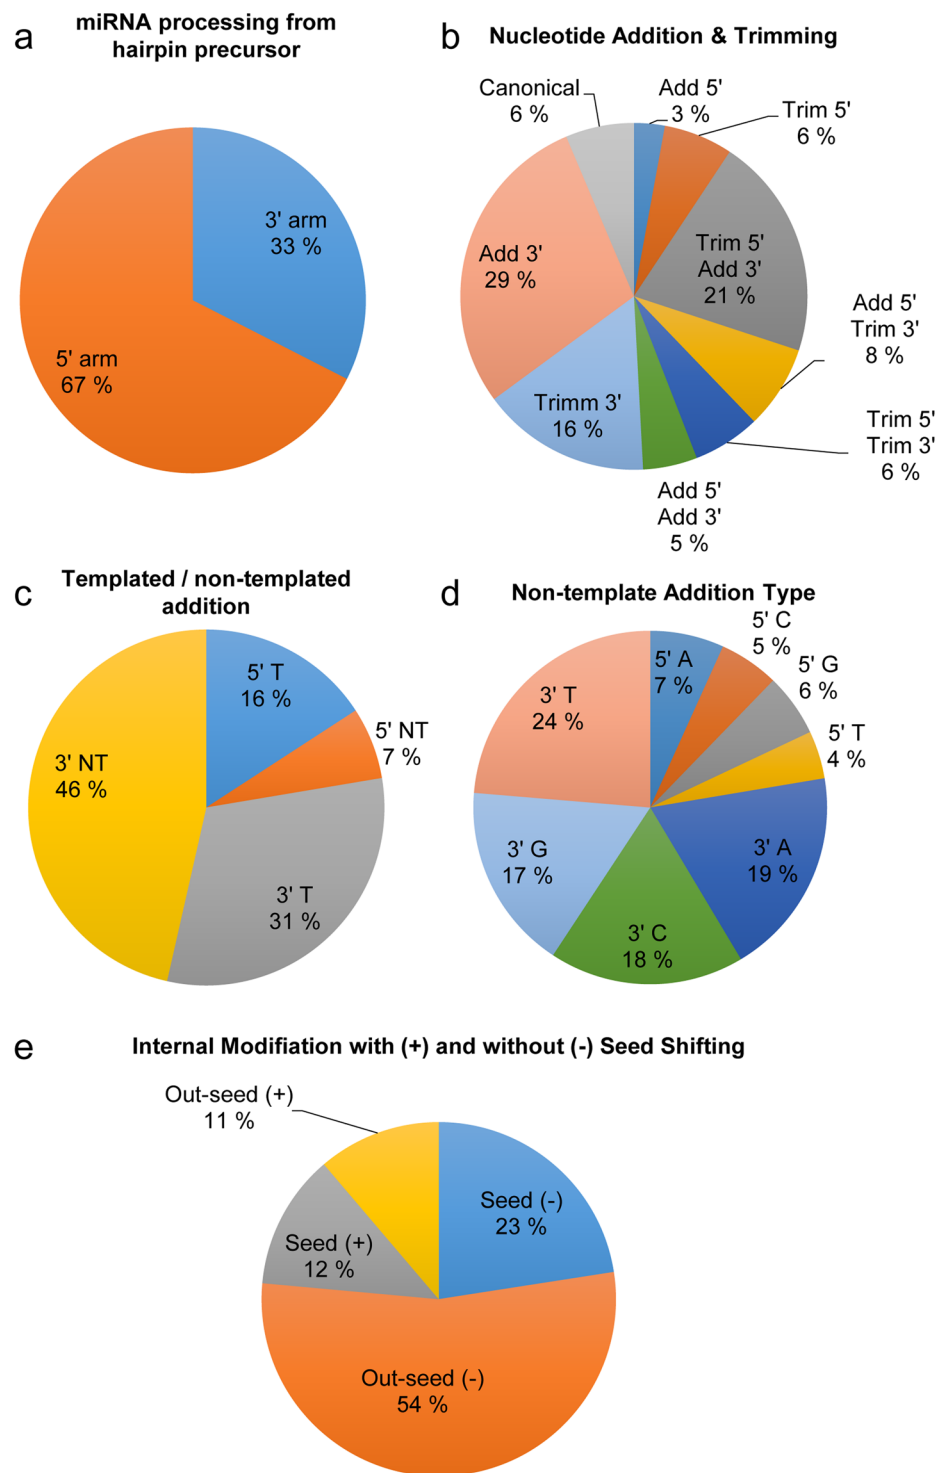 a
miRNA processing from
hairpin precursor
3' arm
33 %
5' arm
67 %
b
Nucleotide Addition & Trimming
Canonical
6 %
Add 5'
3 %
Trim 5'
6 %
Trim 5'
Add 3'
21 %
Add 5'
Trim 3'
8 %
Trim 5'
Trim 3'
6 %
Add 5'
Add 3'
5 %
Trimm 3'
16 %
Add 3'
29 %
c
Templated / non-templated
addition
5' T
16 %
5' NT
7 %
3' T
31 %
3' NT
46 %
d
Non-template Addition Type
5' A
7 %
5' C
5 %
5' G
6 %
5' T
4 %
3' A
19 %
3' C
18 %
3' G
17 %
3' T
24 %
e
Internal Modifiation with (+) and without (-) Seed Shifting
Out-seed (+)
11 %
Seed (-)
23 %
Seed (+)
12 %
Out-seed (-)
54 %